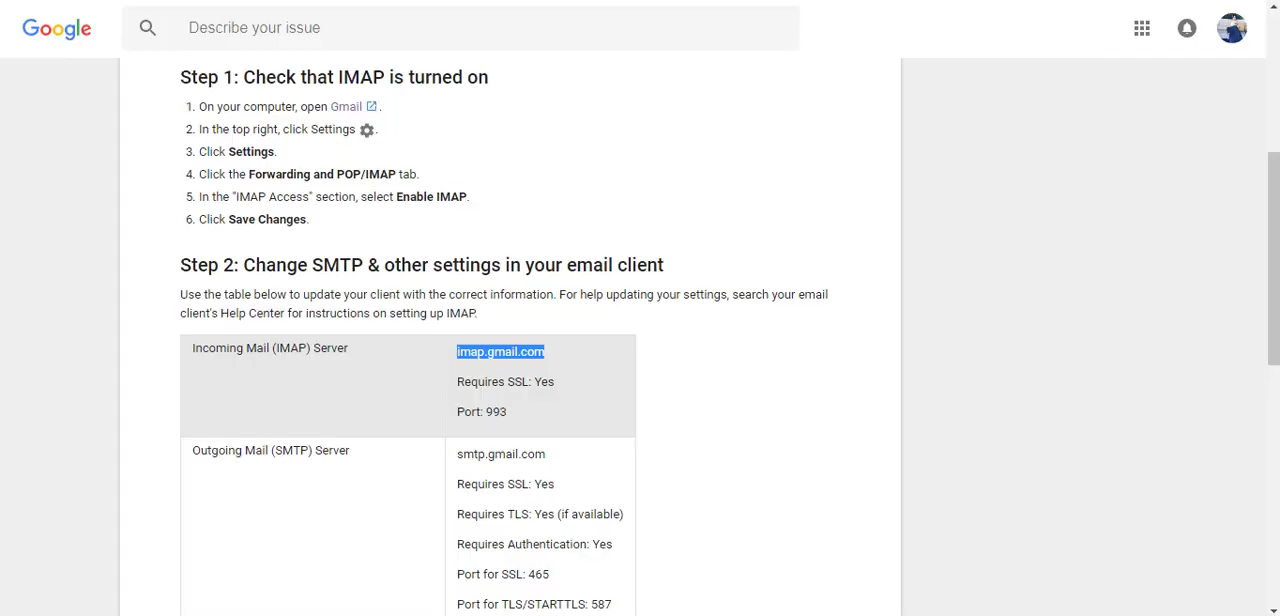 Google
Describe your issue
Step 1: Check that IMAP is turned on
1. On your computer, open Gmail.
2. In the top right, click Settings.
3. Click Settings.
4. Click the Forwarding and POP/IMAP tab.
5. In the "IMAP Access" section, select Enable IMAP.
6. Click Save Changes.
Step 2: Change SMTP & other settings in your email client
Use the table below to update your client with the correct information. For help updating your settings, search your email
client's Help Center for instructions on setting up IMAP.
Incoming Mail (IMAP) Server
imap.gmail.com
Requires SSL: Yes
Port: 993
Outgoing Mail (SMTP) Server
smtp.gmail.com
Requires SSL: Yes
Requires TLS: Yes (if available)
Requires Authentication: Yes
Port for SSL: 465
Port for TLS/STARTTLS: 587